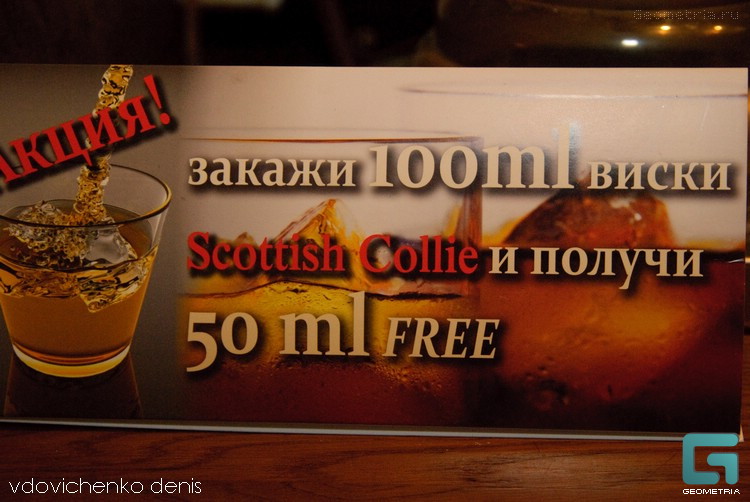 Geometria.ru
Акция!
закажи 100ml виски
Scottish Collie и получи
50 ml FREE
vdovichenko denis
GEOMETRIA